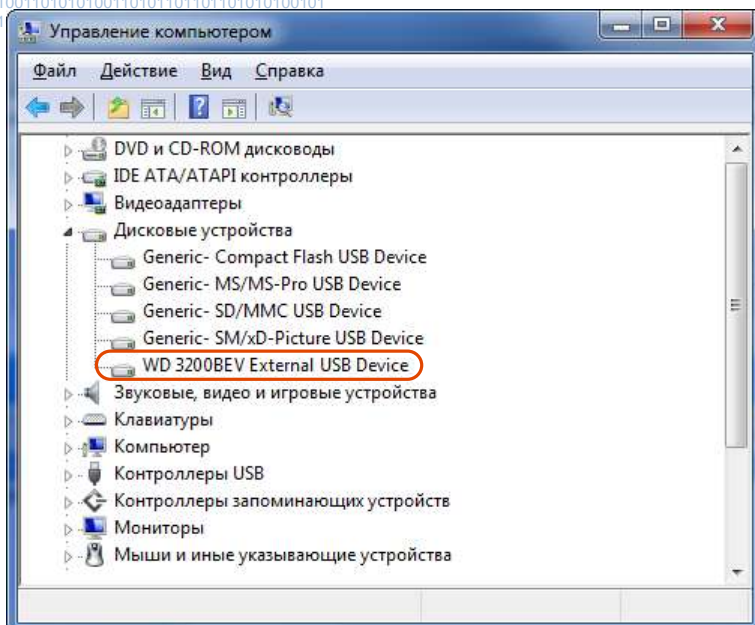 Управление компьютером
Файл Действие Вид Справка
DVD и CD-ROM дисководы
IDE ATA/ATAPI контроллеры
Видеоадаптеры
Дисковые устройства
Generic- Compact Flash USB Device
Generic- MS/MS-Pro USB Device
Generic- SD/MMC USB Device
Generic- SM/xD-Picture USB Device
WD 3200BEV External USB Device
Звуковые, видео и игровые устройства
Клавиатуры
Компьютер
Контроллеры USB
Контроллеры запоминающих устройств
Мониторы
Мыши и иные указывающие устройства